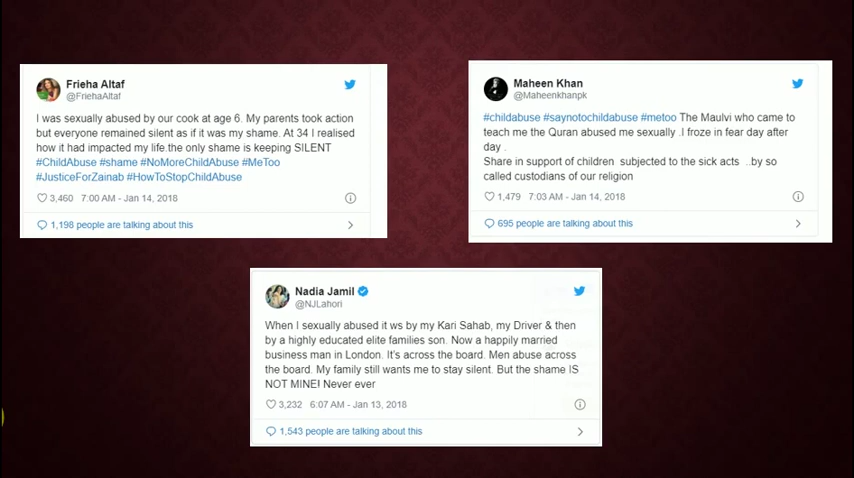 Frieha Altaf
@FriehaAltaf
I was sexually abused by our cook at age 6. My parents took action
but everyone remained silent as if it was my shame. At 34 I realised
how it had impacted my life.the only shame is keeping SILENT
#ChildAbuse #shame #NoMoreChildAbuse #MeToo
#JusticeForZainab #HowToStopChildAbuse
3,460 7:00 AM - Jan 14, 2018
1,198 people are talking about this
Maheen Khan
@Maheenkhanpk
#childabuse #saynotochildabuse #metoo The Maulvi who came to
teach me the Quran abused me sexually .I froze in fear day after
day .
Share in support of children subjected to the sick acts ..by so
called custodians of our religion
1,479 7:03 AM - Jan 14, 2018
695 people are talking about this
Nadia Jamil
@NJLahori
When I sexually abused it ws by my Kari Sahab, my Driver & then
by a highly educated elite families son. Now a happily married
business man in London. It's across the board. Men abuse across
the board. My family still wants me to stay silent. But the shame IS
NOT MINE! Never ever
3,232 6:07 AM - Jan 13, 2018
1,543 people are talking about this